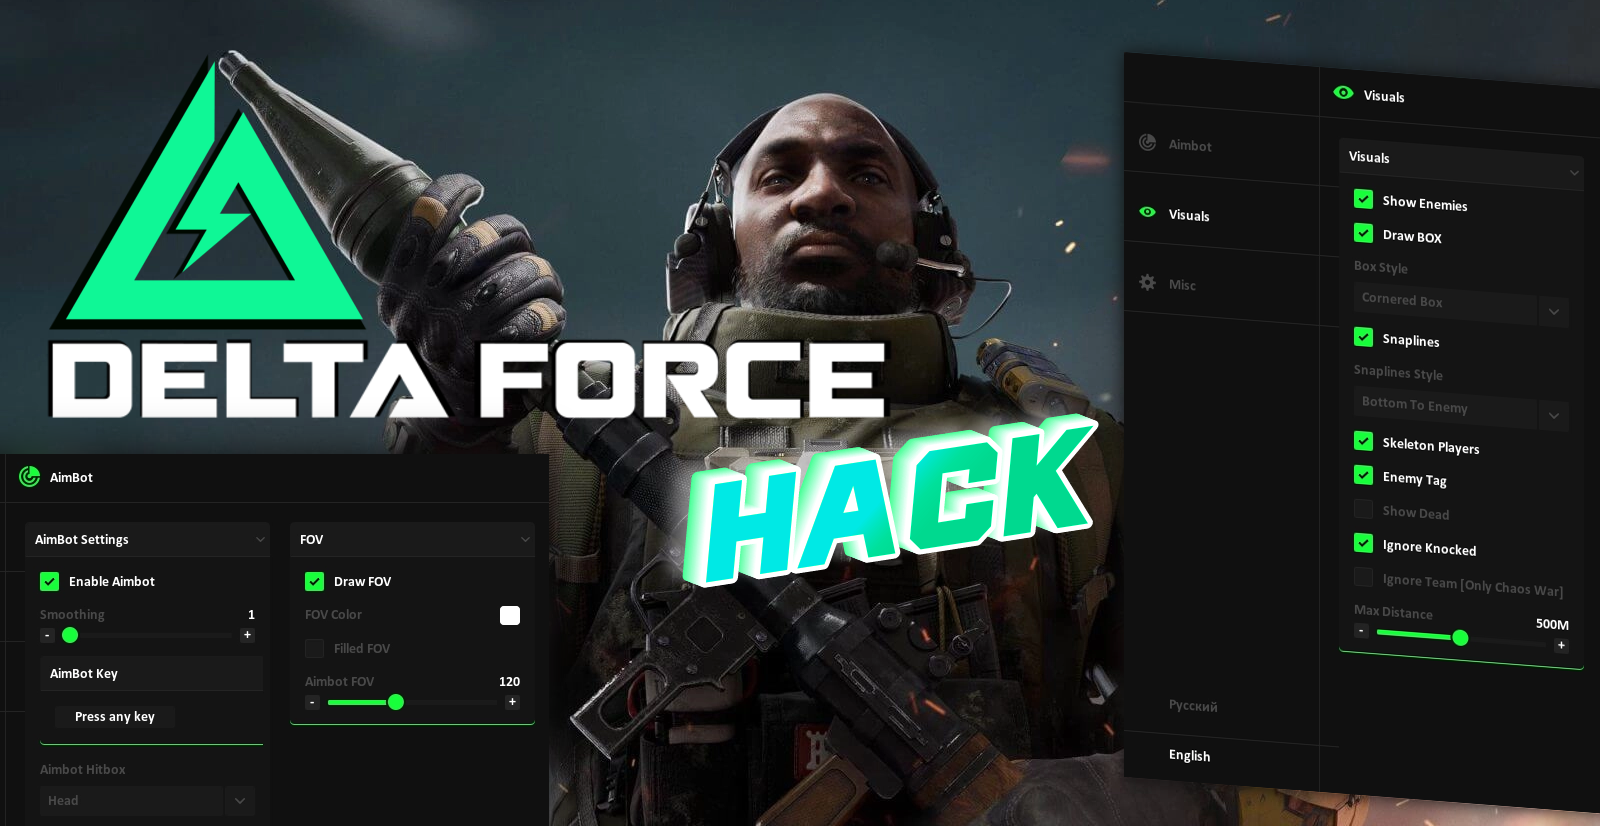 DELTA FORCE
HACK
AimBot
AimBot Settings
Enable Aimbot
Smoothing 1
- +
AimBot Key
Press any key
Aimbot Hitbox
Head
FOV
Draw FOV
FOV Color
Filled FOV
Aimbot FOV 120
- +
Aimbot
Visuals
Misc
Русский
English
Visuals
Visuals
Show Enemies
Draw BOX
Box Style
Cornered Box
Snaplines
Snaplines Style
Bottom To Enemy
Skeleton Players
Enemy Tag
Show Dead
Ignore Knocked
Ignore Team [Only Chaos War]
Max Distance 500M
- +